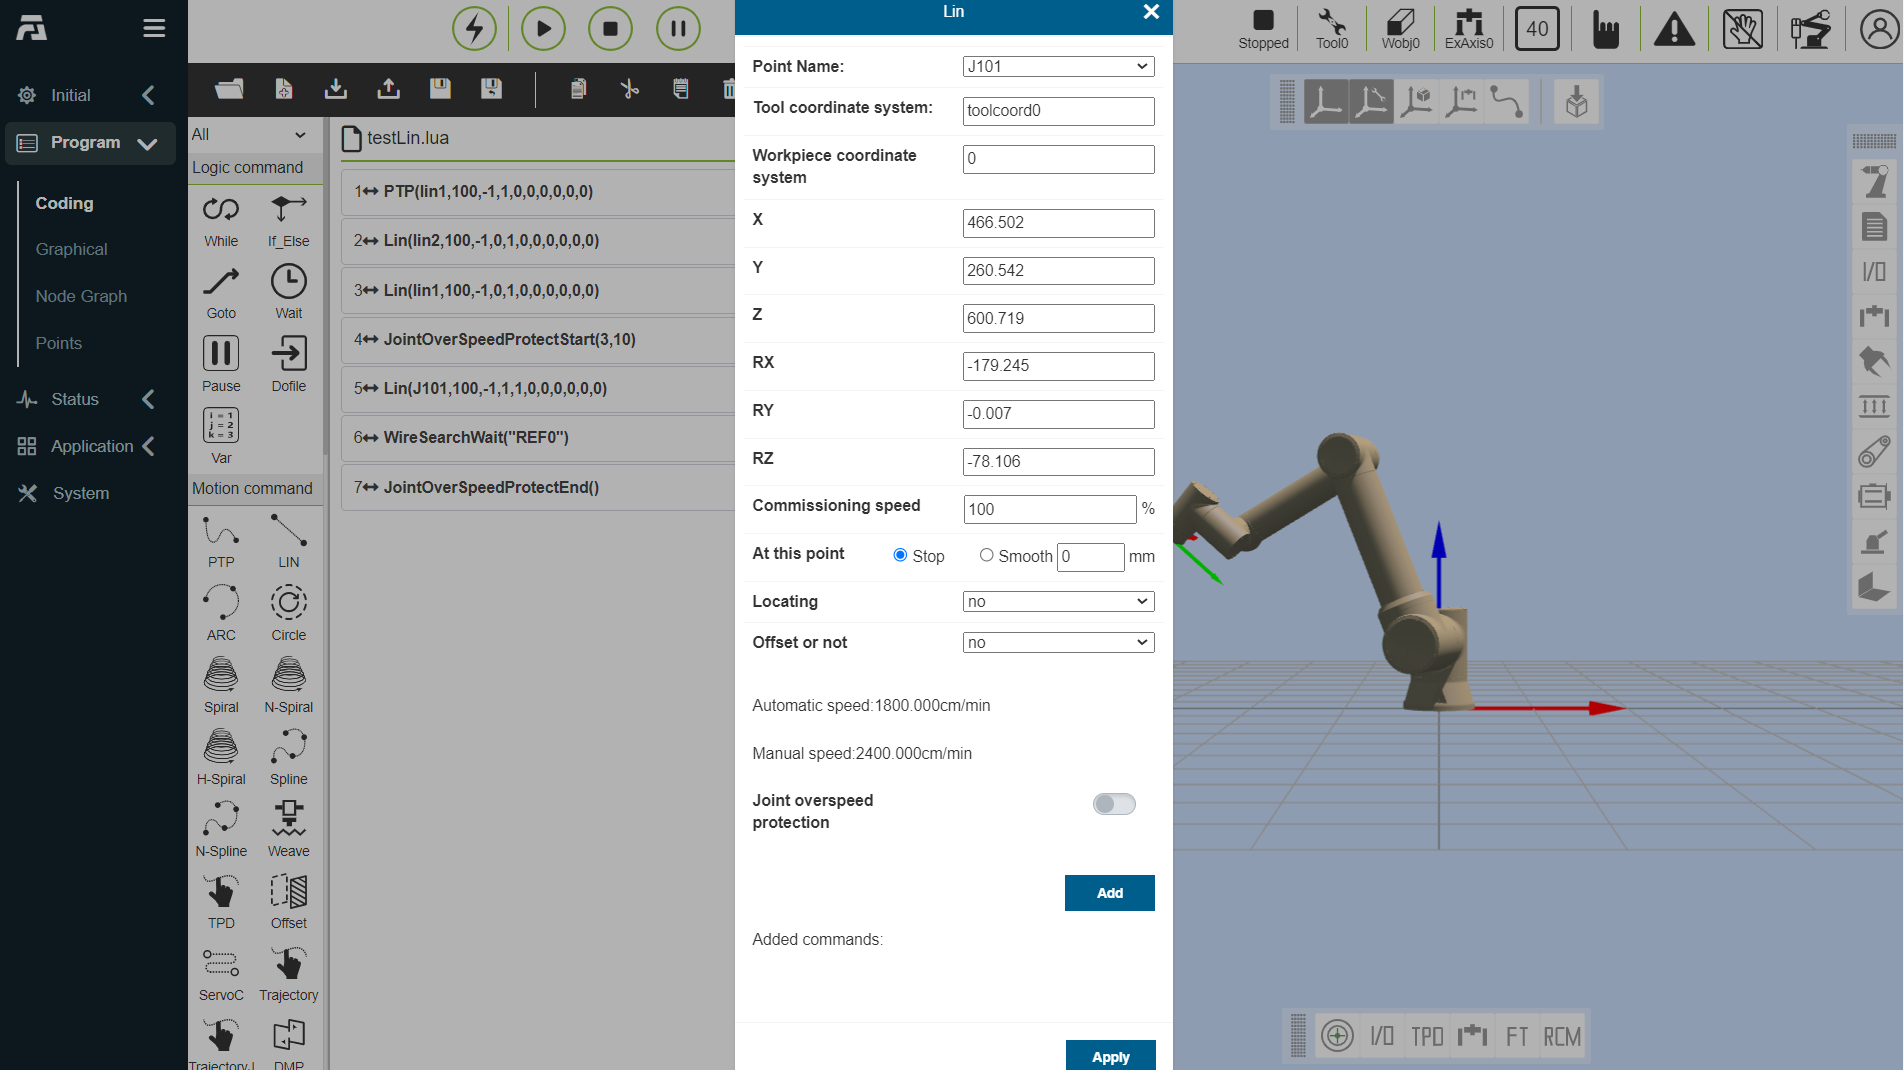 Initial
Program
Coding
Graphical
Node Graph
Points
Status
Application
System
All
Logic command
While
If_Else
Goto
Wait
Pause
Dofile
i = 1
j = 2
k = 3
Var
Motion command
PTP
LIN
ARC
Circle
Spiral
N-Spiral
H-Spiral
Spline
N-Spline
Weave
TPD
Offset
ServoC
Trajectory
TrajectoryJ
DMP
testLin.lua
1 PTP(lin1,100,-1,1,0,0,0,0,0,0)
2 Lin(lin2,100,-1,0,1,0,0,0,0,0,0)
3 Lin(lin1,100,-1,0,1,0,0,0,0,0,0)
4 JointOverSpeedProtectStart(3,10)
5 Lin(J101,100,-1,1,1,0,0,0,0,0,0)
6 WireSearchWait("REF0")
7 JointOverSpeedProtectEnd()
Lin
Point Name:
J101
Tool coordinate system:
toolcoord0
Workpiece coordinate
system
0
X
466.502
Y
260.542
Z
600.719
RX
-179.245
RY
-0.007
RZ
-78.106
Commissioning speed
100
%
At this point
Stop
Smooth
0
mm
Locating
no
Offset or not
no
Automatic speed:1800.000cm/min
Manual speed:2400.000cm/min
Joint overspeed
protection
Add
Added commands:
Apply
Stopped
Tool0
Wobj0
ExAxis0
40
I/O
I/O
TPD
FT
RCM